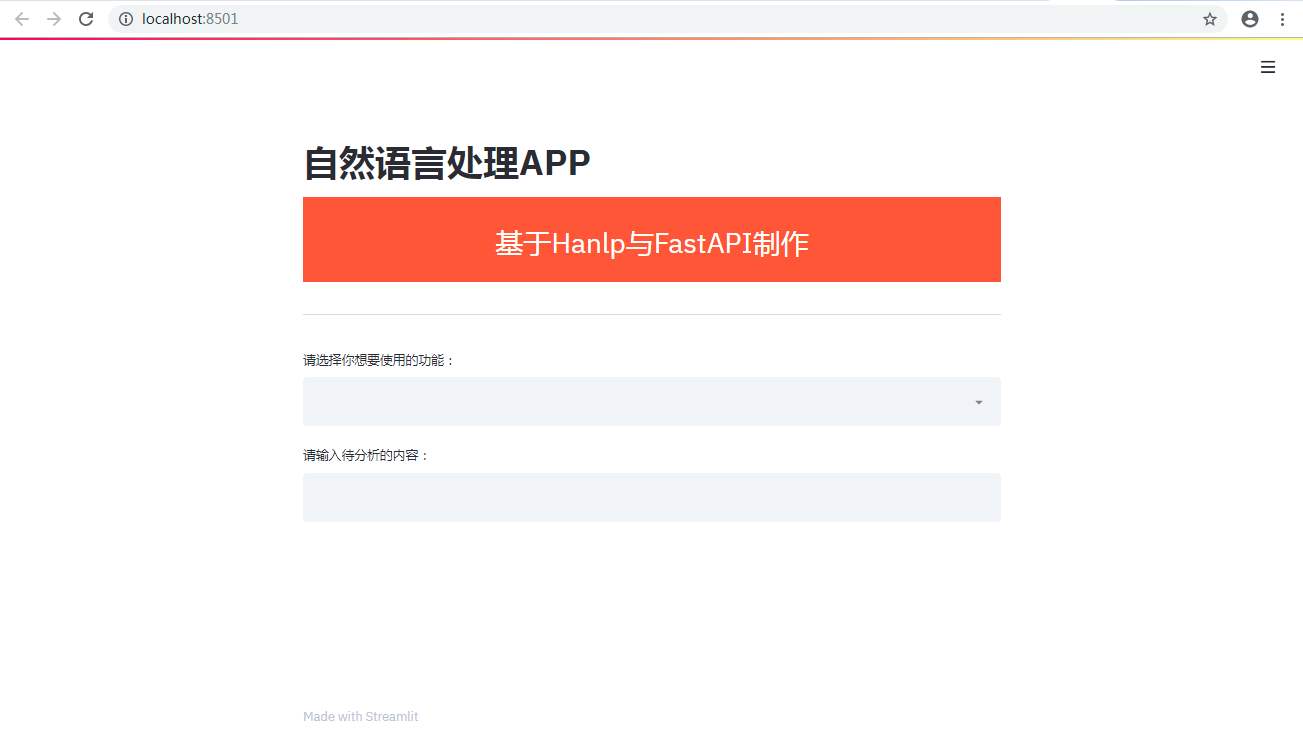 localhost:8501
自然语言处理APP
基于Hanlp与FastAPI制作
请选择你想要使用的功能：
请输入待分析的内容：
Made with Streamlit